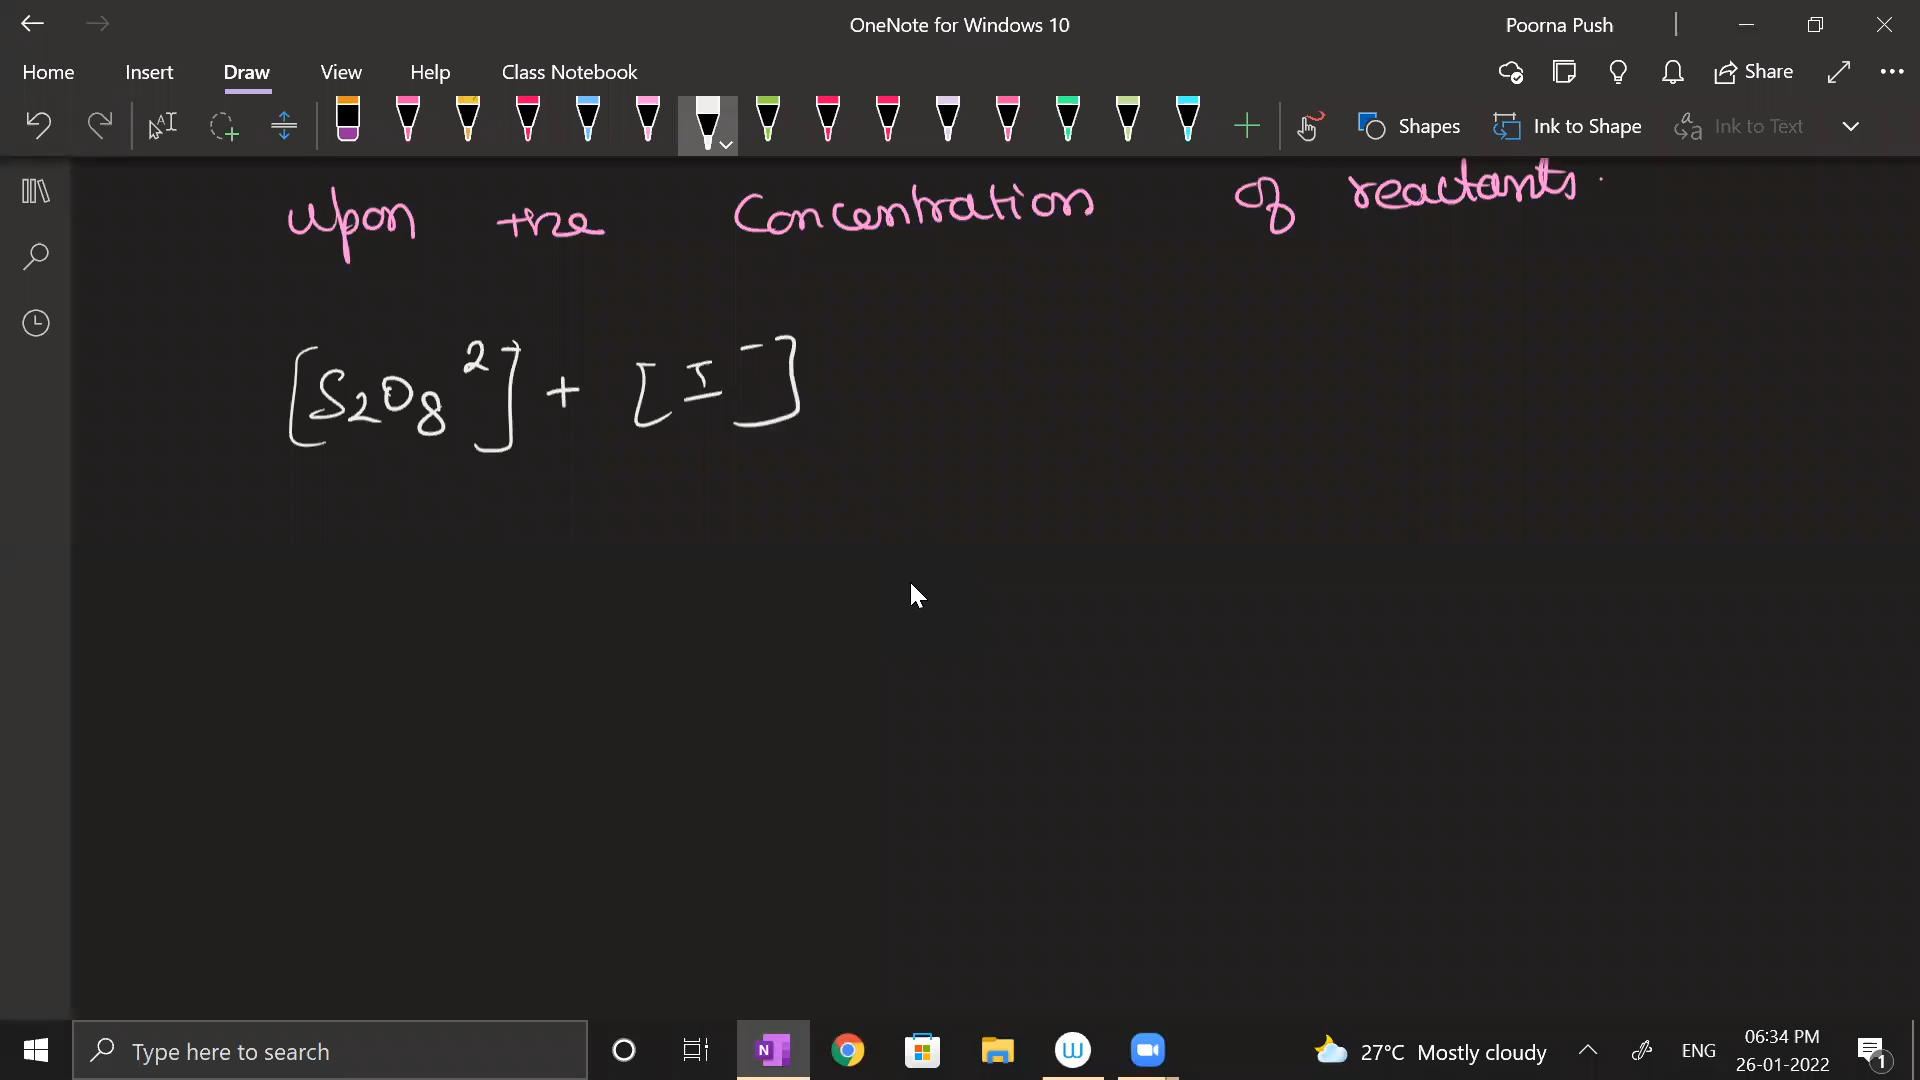 OneNote for Windows 10
Poorna Push
Home Insert Draw View Help Class Notebook
Share
Shapes Ink to Shape Ink to Text
upon the Concentration of reactants.
[S₂O₈²] + [I⁻]
Type here to search
27°C Mostly cloudy
ENG
06:34 PM
26-01-2022
1